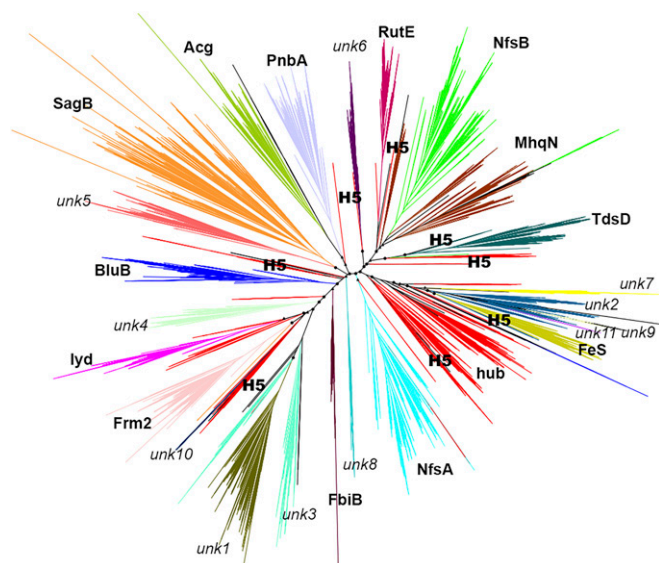 unk6
RutE
Acg
NfsB
PnbA
SagB
H5
MhqN
H5
unk5
TdsD
H5
H5
H5
BluB
unk7
unk2
unk4
H5
unk11
unk9
FeS
Iyd
H5
hub
H5
Frm2
unk10
unk8
NfsA
FbiB
unk3
unk1